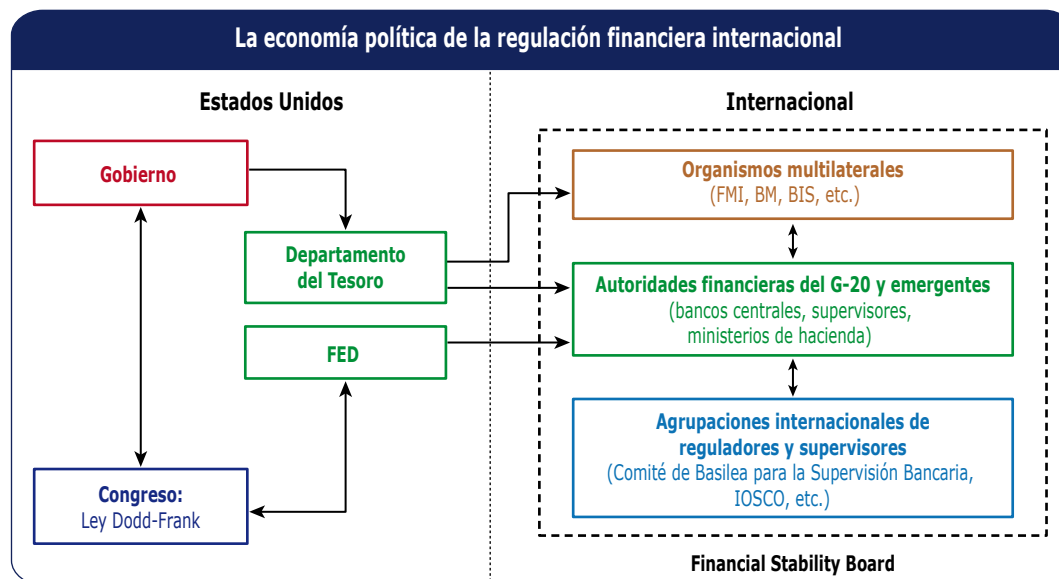 La economía política de la regulación financiera internacional
Estados Unidos
Gobierno
Departamento
del Tesoro
FED
Congreso:
Ley Dodd-Frank
Internacional
Organismos multilaterales
(FMI, BM, BIS, etc.)
Autoridades financieras del G-20 y emergentes
(bancos centrales, supervisores,
ministerios de hacienda)
Agrupaciones internacionales de
reguladores y supervisores
(Comité de Basilea para la Supervisión Bancaria,
IOSCO, etc.)
Financial Stability Board